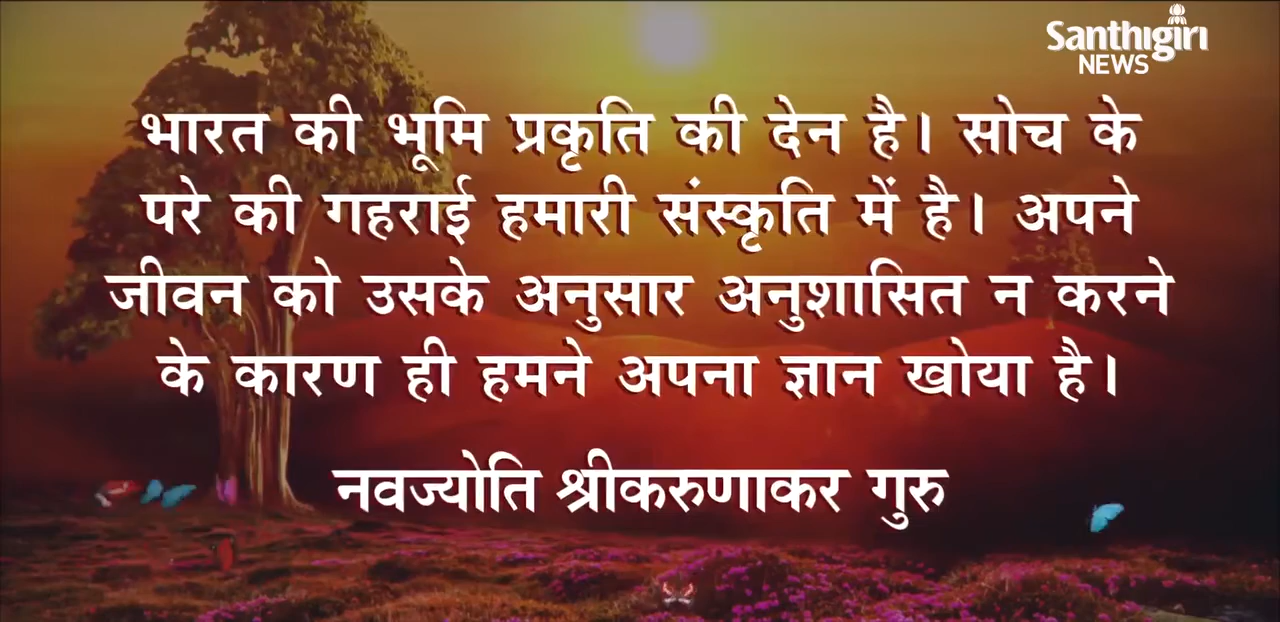 Santhigiri
NEWS
भारत की भूमि प्रकृति की देन है। सोच के
परे की गहराई हमारी संस्कृति में है। अपने
जीवन को उसके अनुसार अनुशासित न करने
के कारण ही हमने अपना ज्ञान खोया है।
नवज्योति श्रीकरुणाकर गुरु